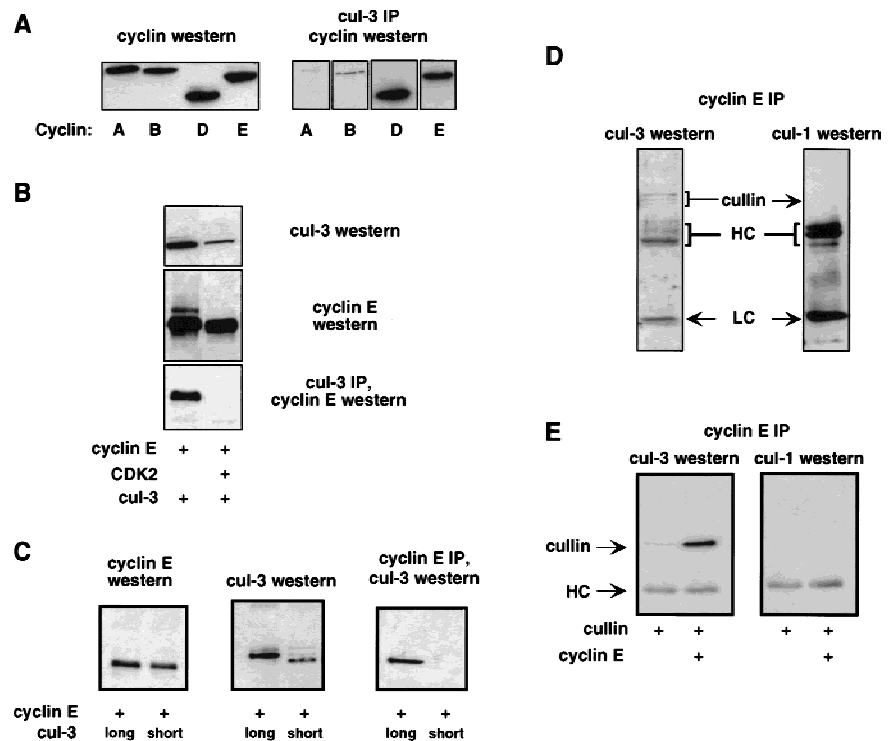 A
cyclin western
cul-3 IP
cyclin western
Cyclin: A B D E
A B D E
B
cul-3 western
cyclin E
western
cul-3 IP,
cyclin E western
cyclin E + +
CDK2 +
cul-3 + +
C
cyclin E
western
cul-3 western
cyclin E IP,
cul-3 western
cyclin E + + + + + +
cul-3 long short long short long short
D
cyclin E IP
cul-3 western cul-1 western
cullin
HC
LC
E
cyclin E IP
cul-3 western cul-1 western
cullin
HC
cullin + + + +
cyclin E + +